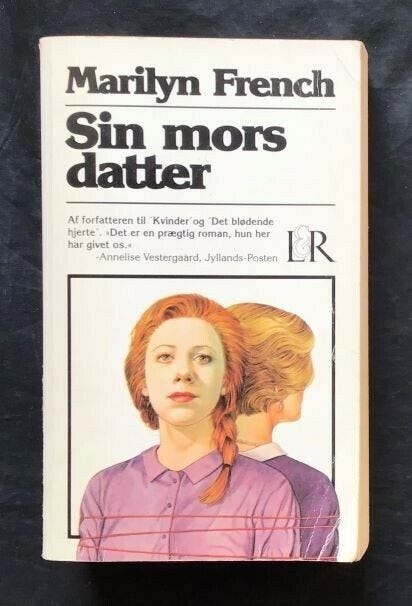 Marilyn French
Sin mors
datter
Af forfatteren til ´Kvinder´og ´Det blødende
hjerte´. »Det er en prægtig roman, hun her
har givet os.«
-Annelise Vestergaard, Jyllands-Posten
L&R